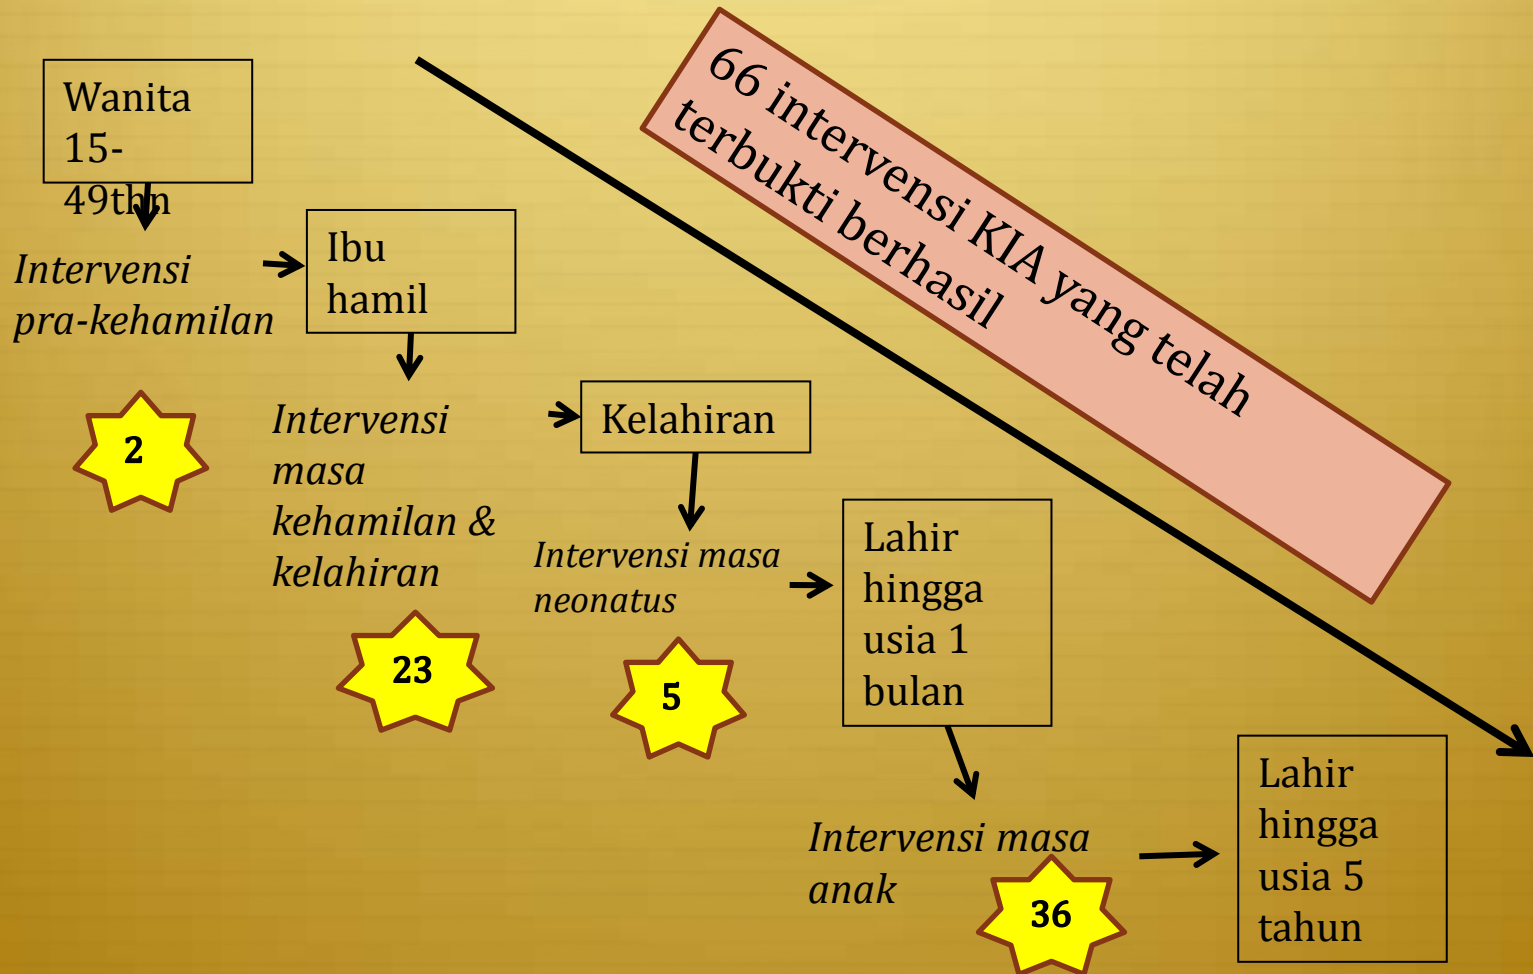 66 intervensi KIA yang telah
terbukti berhasil
Wanita
15-
49thn
Intervensi
pra-kehamilan
2
Ibu
hamil
Intervensi
masa
kehamilan &
kelahiran
23
Kelahiran
Intervensi masa
neonatus
5
Lahir
hingga
usia 1
bulan
Intervensi masa
anak
36
Lahir
hingga
usia 5
tahun